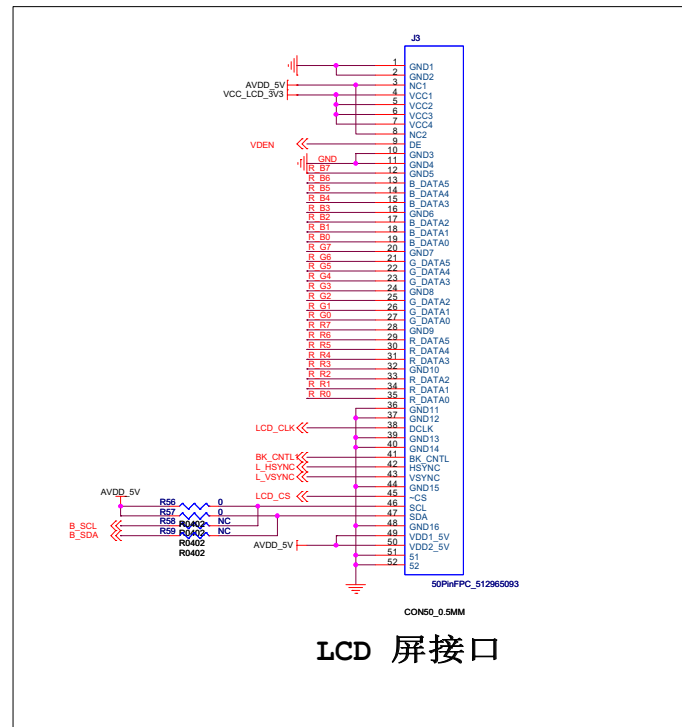 J3
1 GND1
2 GND2
AVDD_5V 3 NC1
VCC_LCD_3V3 4 VCC1
5 VCC2
6 VCC3
7 VCC4
8 NC2
VDEN 9 DE
10 GND3
GND 11 GND4
R_B7 12 GND5
R_B6 13 B_DATA5
R_B5 14 B_DATA4
R_B4 15 B_DATA3
R_B3 16 GND6
R_B2 17 B_DATA2
R_B1 18 B_DATA1
R_B0 19 B_DATA0
R_G7 20 GND7
R_G6 21 G_DATA5
R_G5 22 G_DATA4
R_G4 23 G_DATA3
R_G3 24 GND8
R_G2 25 G_DATA2
R_G1 26 G_DATA1
R_G0 27 G_DATA0
R_R7 28 GND9
R_R6 29 R_DATA5
R_R5 30 R_DATA4
R_R4 31 R_DATA3
R_R3 32 GND10
R_R2 33 R_DATA2
R_R1 34 R_DATA1
R_R0 35 R_DATA0
36 GND11
37 GND12
LCD_CLK 38 DCLK
39 GND13
40 GND14
BK_CNTL1 41 BK_CNTL
L_HSYNC 42 HSYNC
L_VSYNC 43 VSYNC
44 GND15
AVDD_5V LCD_CS 45 ~CS
R56 0 46 SCL
R57 0 47 SDA
B_SCL R58 R0402 NC 48 GND16
B_SDA R59 R0402 NC 49 VDD1_5V
R0402 AVDD_5V 50 VDD2_5V
R0402 51 51
52 52
50PinFPC_512965093
CON50_0.5MM
LCD 屏接口